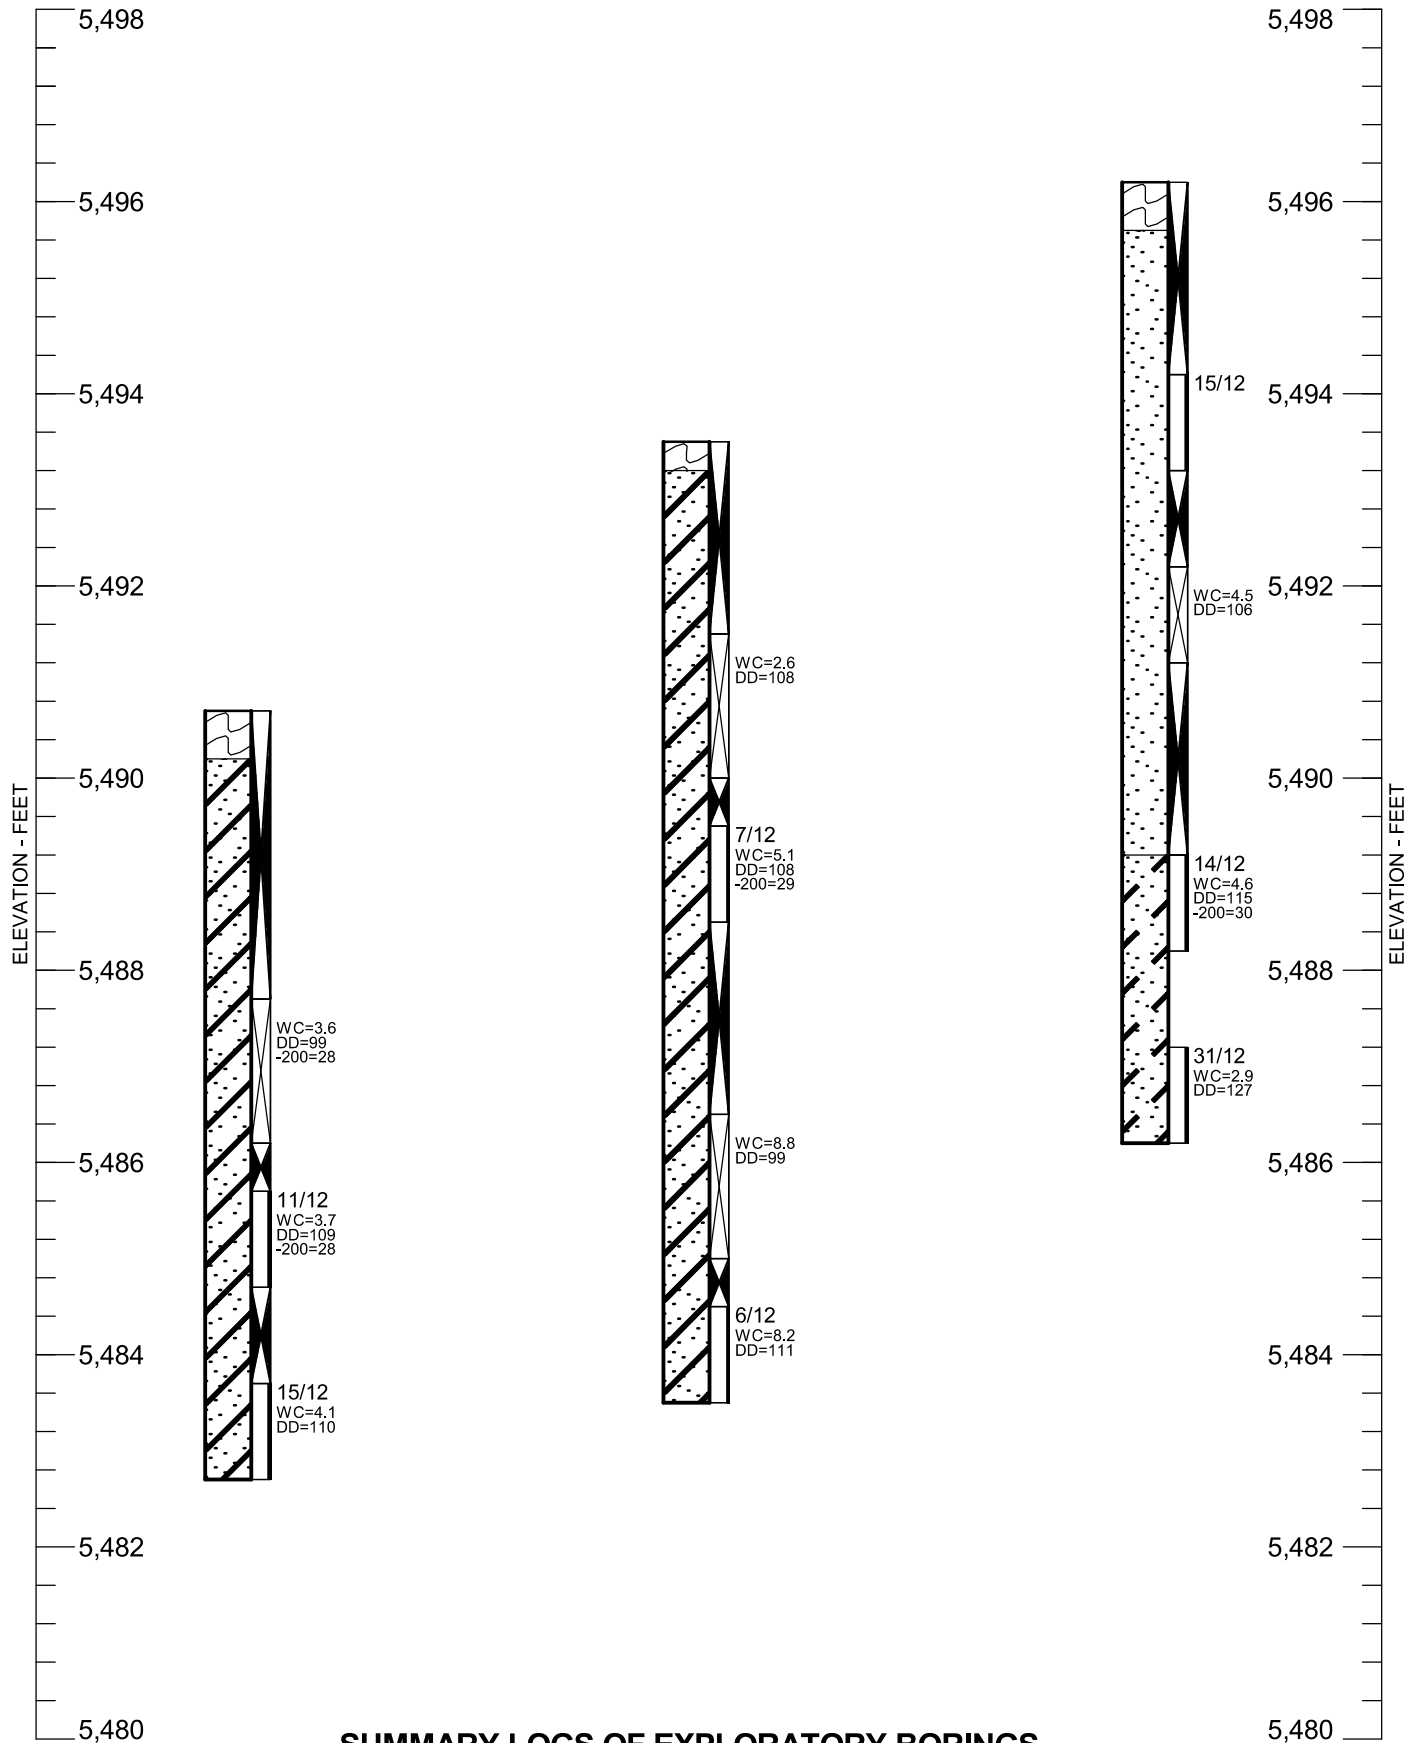 5,498
5,496
5,494
5,492
5,490
5,488
5,486
5,484
5,482
5,480
ELEVATION - FEET
WC=3.6
DD=99
-200=28
11/12
WC=3.7
DD=109
-200=28
15/12
WC=4.1
DD=110
WC=2.6
DD=108
7/12
WC=5.1
DD=108
-200=29
WC=8.8
DD=99
6/12
WC=8.2
DD=111
15/12
WC=4.5
DD=106
14/12
WC=4.6
DD=115
-200=30
31/12
WC=2.9
DD=127
5,498
5,496
5,494
5,492
5,490
5,488
5,486
5,484
5,482
5,480
ELEVATION - FEET
SUMMARY LOGS OF EXPLORATORY BORINGS